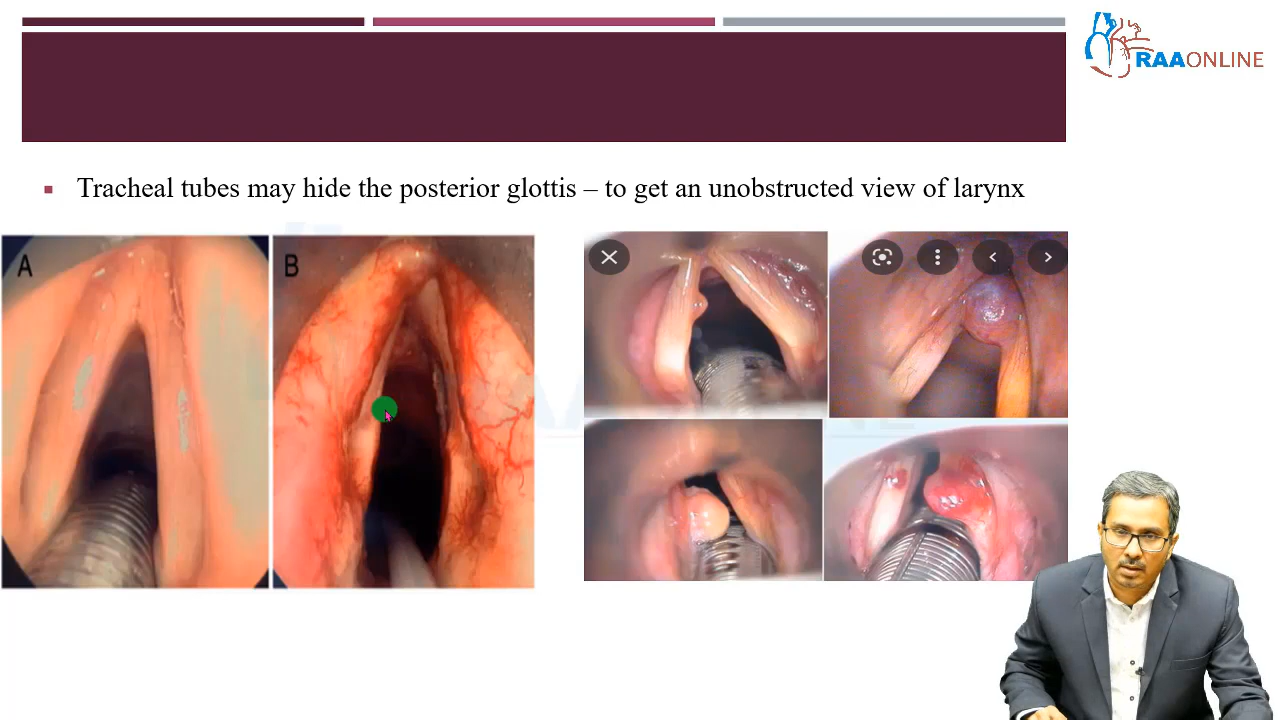 RAAONLINE
Tracheal tubes may hide the posterior glottis – to get an unobstructed view of larynx
A
B